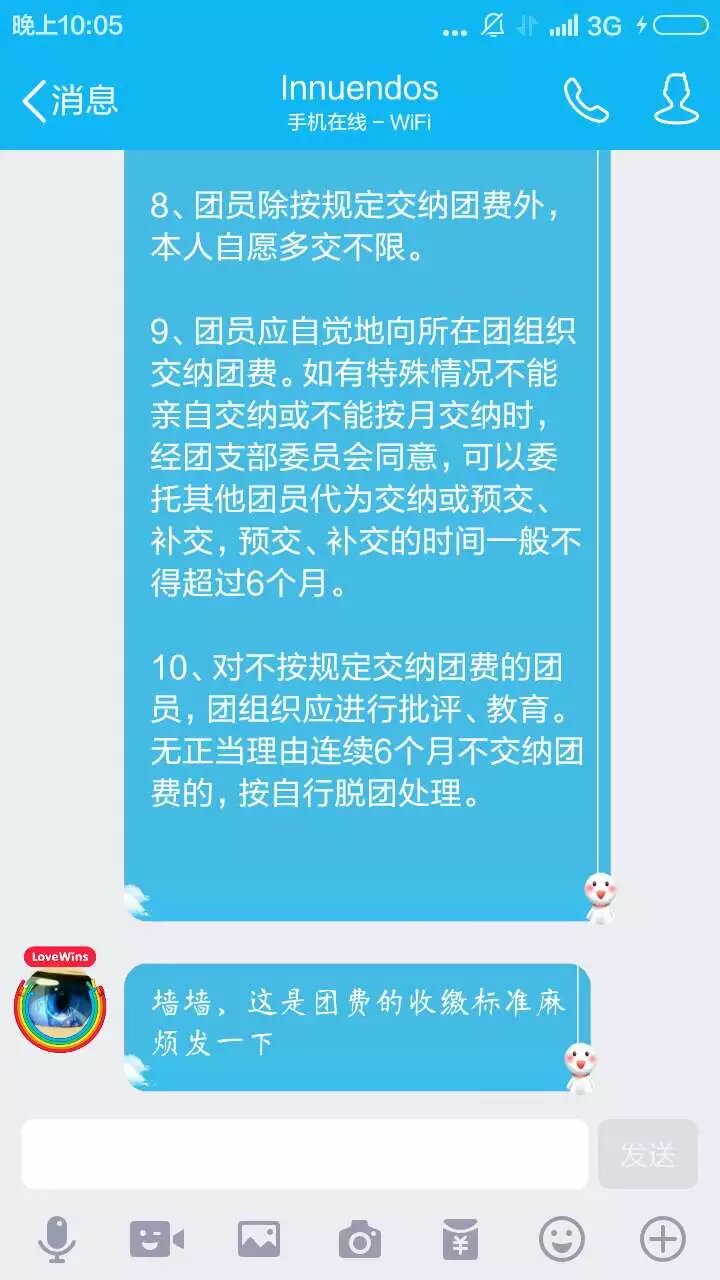 晚上10:05
3G
消息
Innuendos
手机在线 – WiFi
8、团员除按规定交纳团费外，
本人自愿多交不限。
9、团员应自觉地向所在团组织
交纳团费。如有特殊情况不能
亲自交纳或不能按月交纳时，
经团支部委员会同意，可以委
托其他团员代为交纳或预交、
补交，预交、补交的时间一般不
得超过6个月。
10、对不按规定交纳团费的团
员，团组织应进行批评、教育。
无正当理由连续6个月不交纳团
费的，按自行脱团处理。
LoveWins
墙墙，这是团费的收缴标准麻
烦发一下
发送